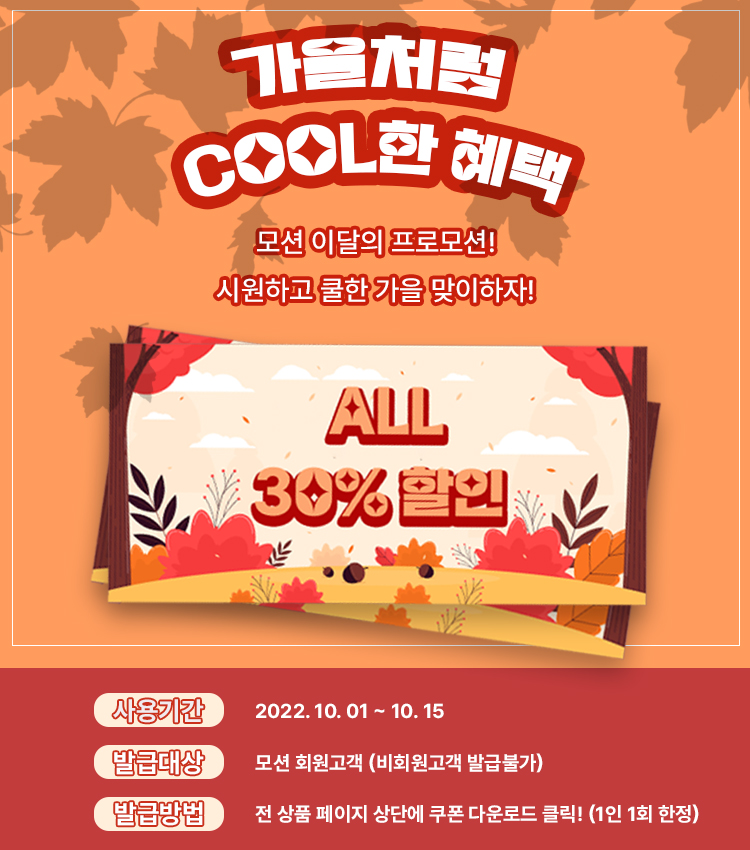 가을처럼
COOL한 혜택
모션 이달의 프로모션!
시원하고 쿨한 가을 맞이하자!
ALL
30% 할인
사용기간 2022. 10. 01 ~ 10. 15
발급대상 모션 회원고객 (비회원고객 발급불가)
발급방법 전 상품 페이지 상단에 쿠폰 다운로드 클릭! (1인 1회 한정)